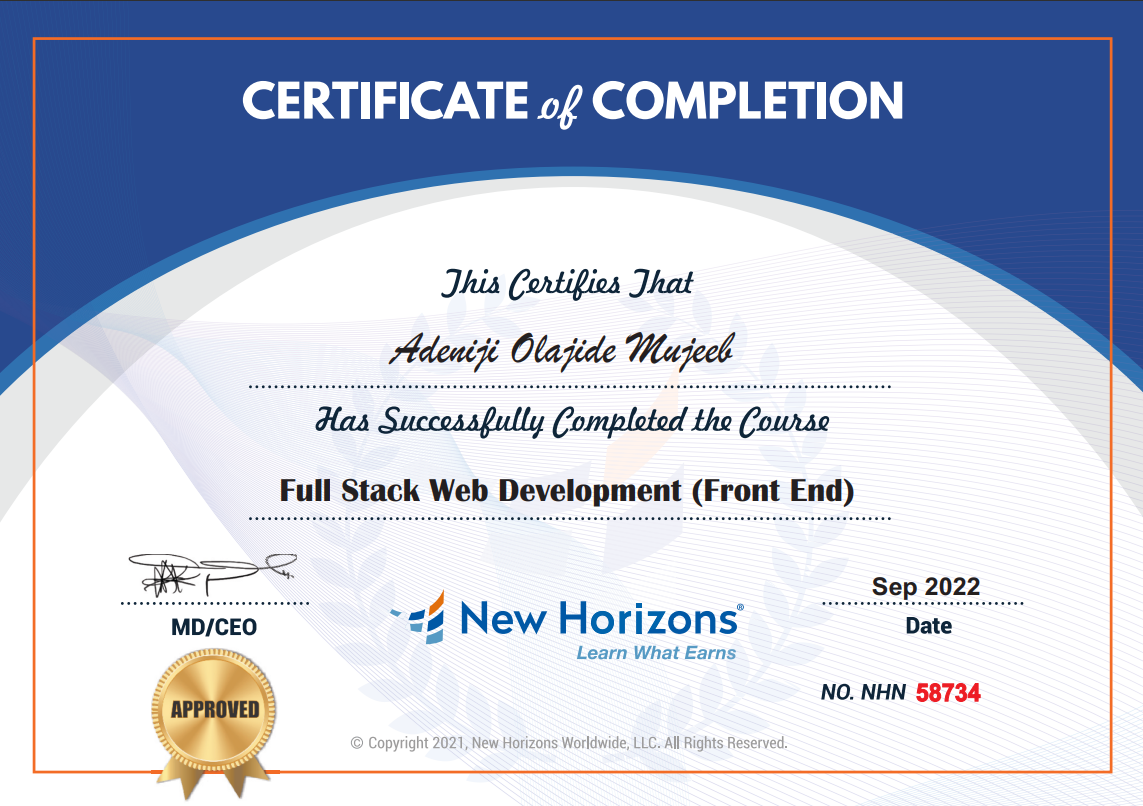 CERTIFICATE of COMPLETION
This Certifies That
Adeniji Olajide Mujeeb
Has Successfully Completed the Course
Full Stack Web Development (Front End)
Sep 2022
MD/CEO
New Horizons®
Date
Learn What Earns
NO. NHN 58734
APPROVED
© Copyright 2021, New Horizons Worldwide, LLC. All Rights Reserved.